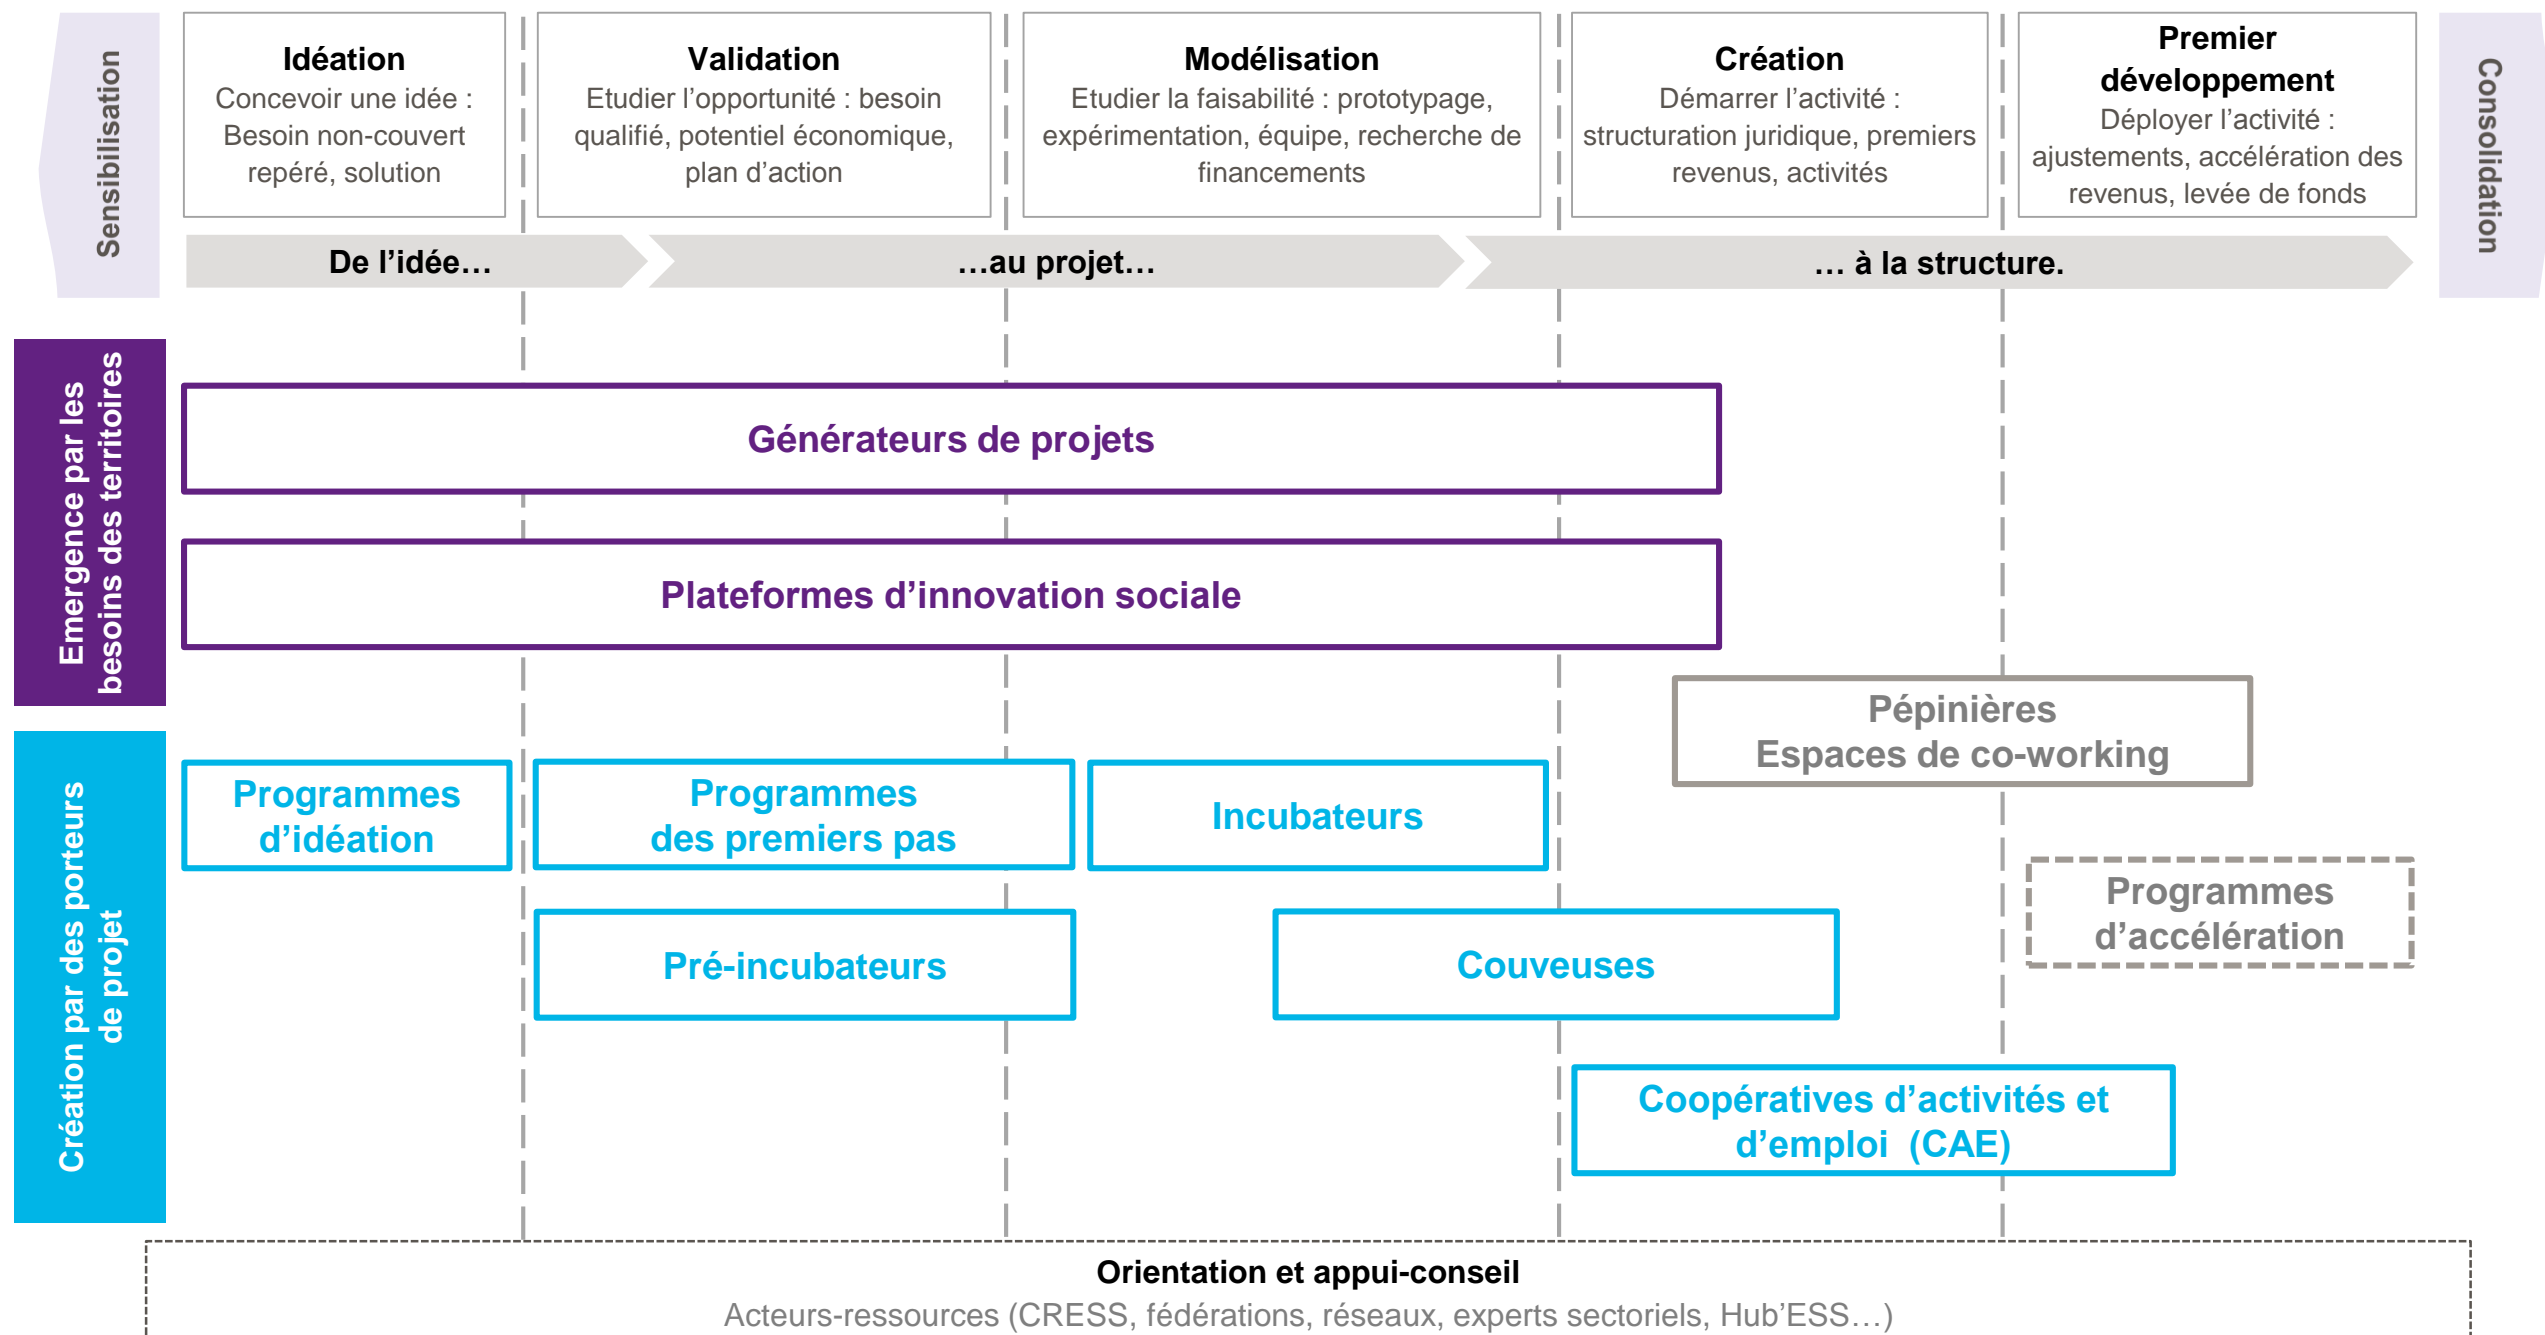 Sensibilisation
Idéation
Concevoir une idée :
Besoin non-couvert
repéré, solution
Validation
Etudier l’opportunité : besoin
qualifié, potentiel économique,
plan d’action
Modélisation
Etudier la faisabilité : prototypage,
expérimentation, équipe, recherche de
financements
Création
Démarrer l’activité :
structuration juridique, premiers
revenus, activités
Premier
développement
Déployer l’activité :
ajustements, accélération des
revenus, levée de fonds
Consolidation
De l’idée…
…au projet…
… à la structure.
Emergence par les
besoins des territoires
Générateurs de projets
Plateformes d’innovation sociale
Pépinières
Espaces de co-working
Création par des porteurs
de projet
Programmes
d’idéation
Programmes
des premiers pas
Incubateurs
Programmes
d’accélération
Pré-incubateurs
Couveuses
Coopératives d’activités et
d’emploi  (CAE)
Orientation et appui-conseil
Acteurs-ressources (CRESS, fédérations, réseaux, experts sectoriels, Hub’ESS…)